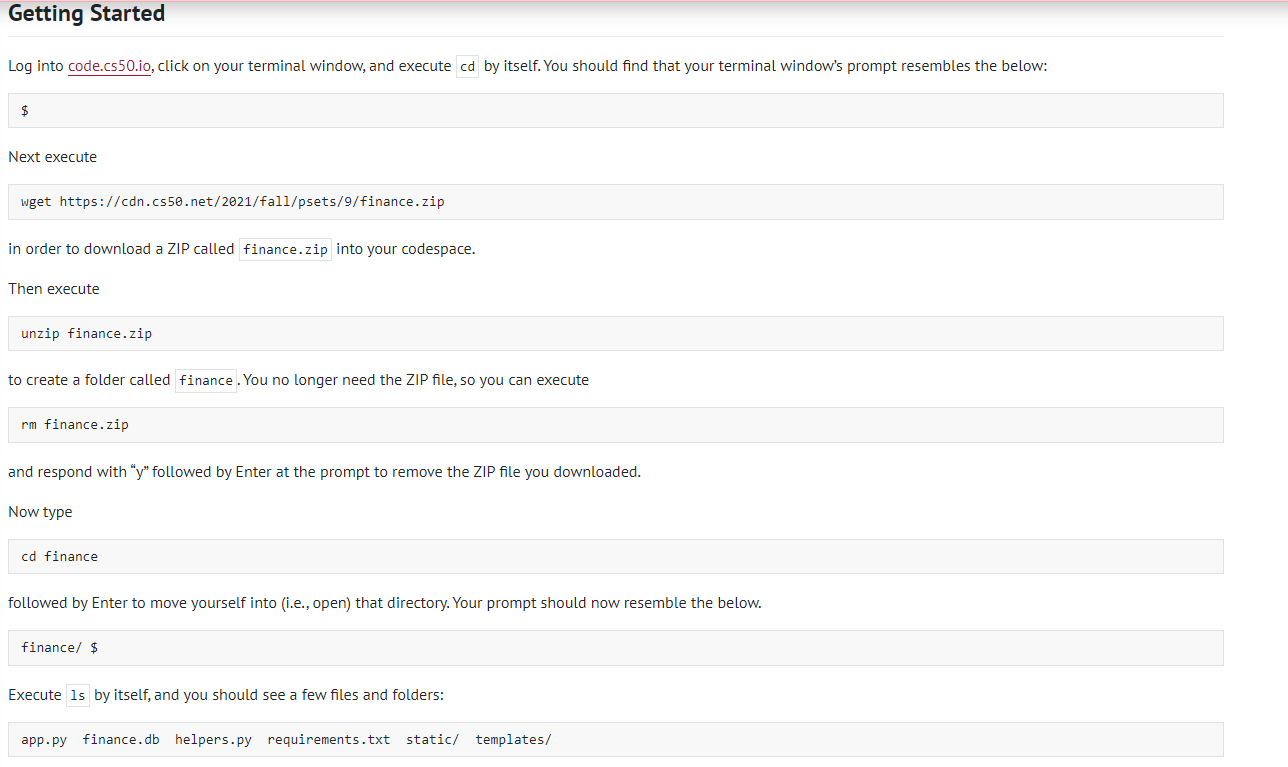 Getting Started
Log into code.cs50.io, click on your terminal window, and execute cd by itself. You should find that your terminal window’s prompt resembles the below:
$
Next execute
wget https://cdn.cs50.net/2021/fall/psets/9/finance.zip
in order to download a ZIP called finance.zip into your codespace.
Then execute
unzip finance.zip
to create a folder called finance. You no longer need the ZIP file, so you can execute
rm finance.zip
and respond with “y” followed by Enter at the prompt to remove the ZIP file you downloaded.
Now type
cd finance
followed by Enter to move yourself into (i.e., open) that directory. Your prompt should now resemble the below.
finance/ $
Execute ls by itself, and you should see a few files and folders:
app.py  finance.db  helpers.py  requirements.txt  static/  templates/